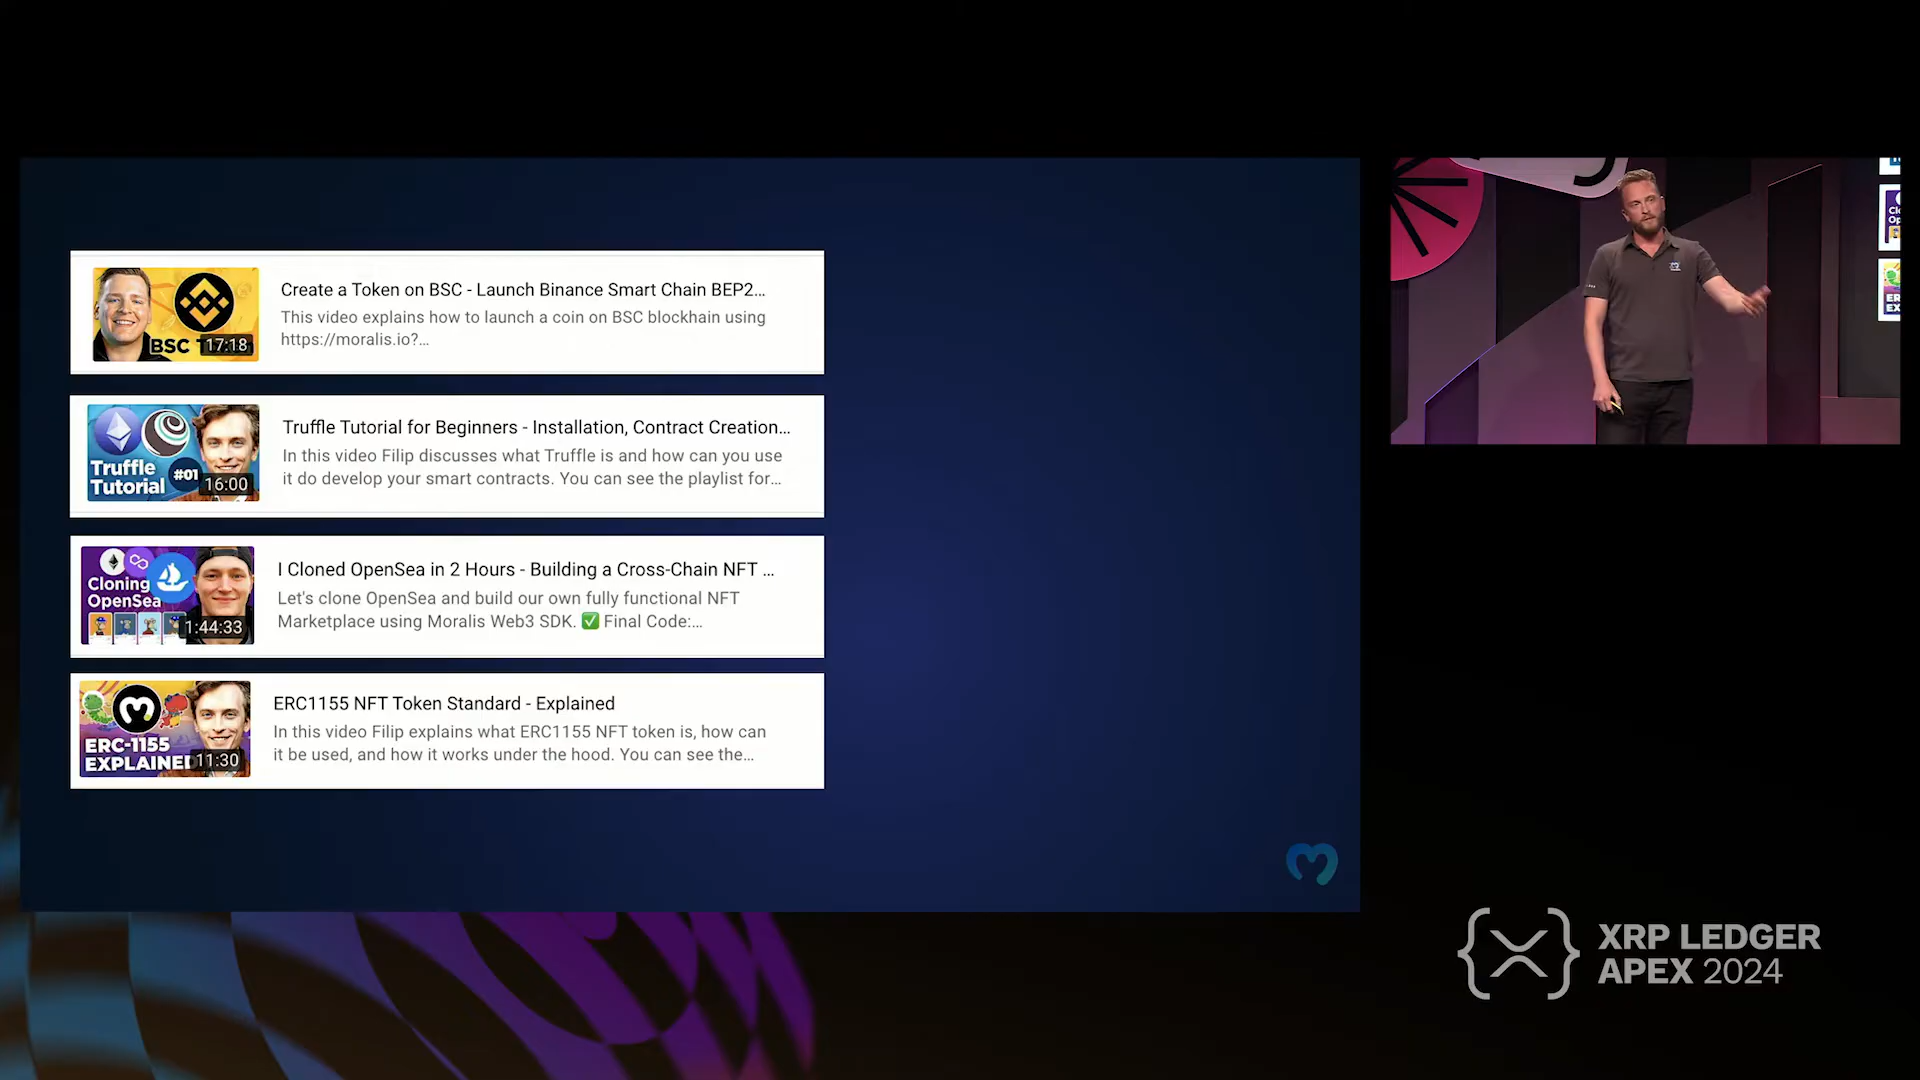 Create a Token on BSC - Launch Binance Smart Chain BEP2...
This video explains how to launch a coin on BSC blockhain using
https://moralis.io?...
BSC
17:18
Truffle Tutorial for Beginners - Installation, Contract Creation...
In this video Filip discusses what Truffle is and how can you use
it do develop your smart contracts. You can see the playlist for...
Truffle
Tutorial
#01
16:00
I Cloned OpenSea in 2 Hours - Building a Cross-Chain NFT ...
Let's clone OpenSea and build our own fully functional NFT
Marketplace using Moralis Web3 SDK. ✅ Final Code:...
Cloning
OpenSea
1:44:33
ERC1155 NFT Token Standard - Explained
In this video Filip explains what ERC1155 NFT token is, how can
it be used, and how it works under the hood. You can see the...
ERC-1155
EXPLAINED
11:30
XRP LEDGER
APEX 2024